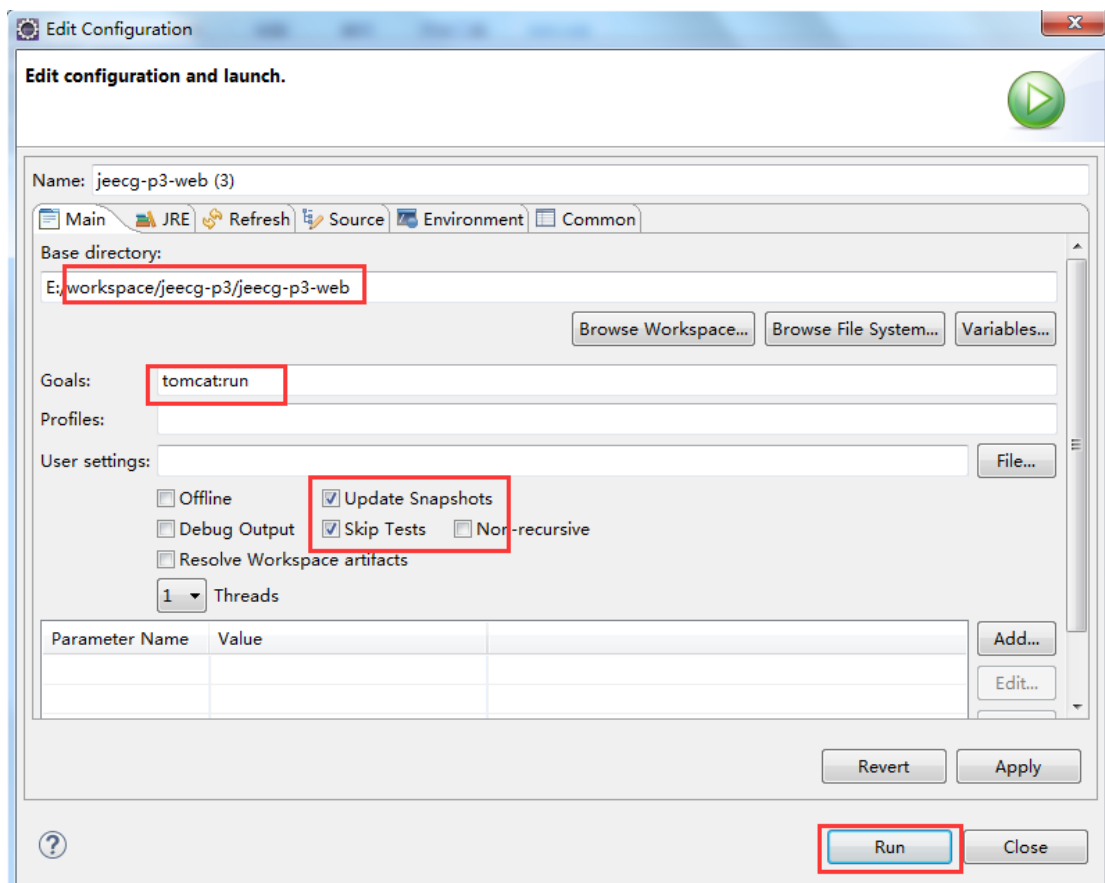 Edit Configuration
Edit configuration and launch.
Name: jeecg-p3-web (3)
Main JRE Refresh Source Environment Common
Base directory:
E:/workspace/jeecg-p3/jeecg-p3-web
Browse Workspace... Browse File System... Variables...
Goals: tomcat:run
Profiles:
User settings: File...
Offline Update Snapshots
Debug Output Skip Tests Non-recursive
Resolve Workspace artifacts
1 Threads
Parameter Name Value Add...
Edit...
Revert Apply
Run Close